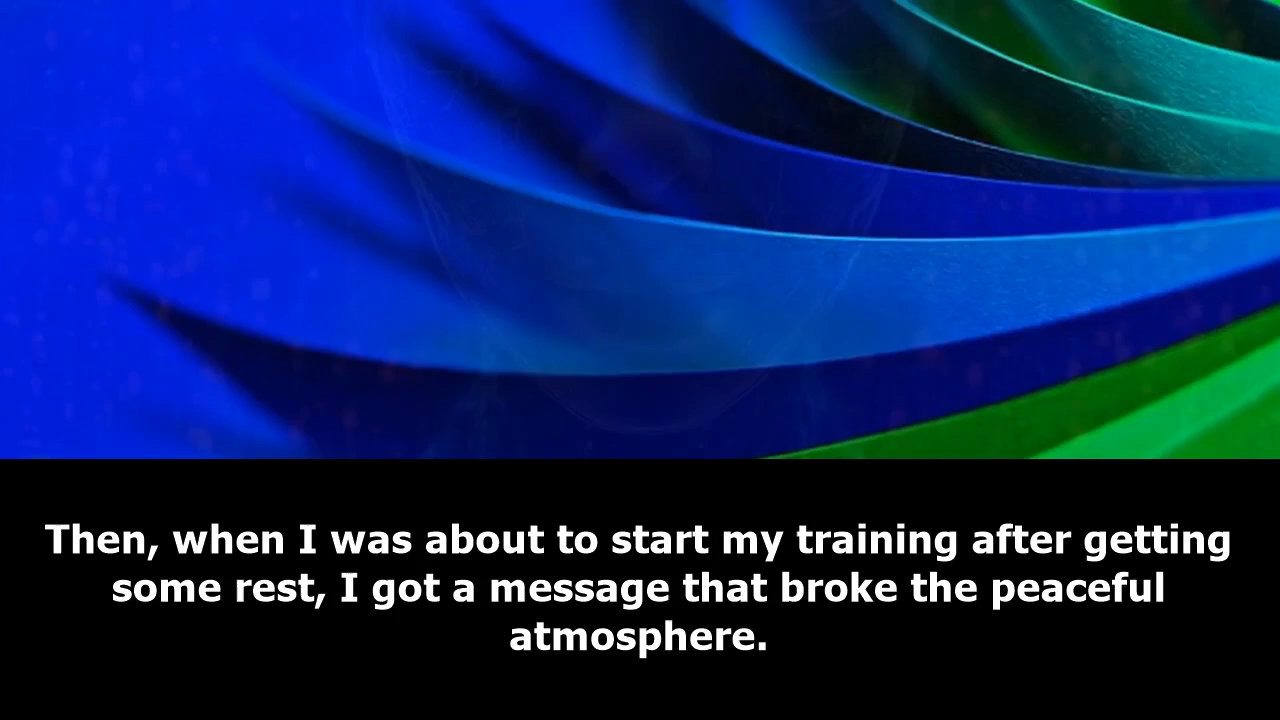 Then, when I was about to start my training after getting
some rest, I got a message that broke the peaceful
atmosphere.